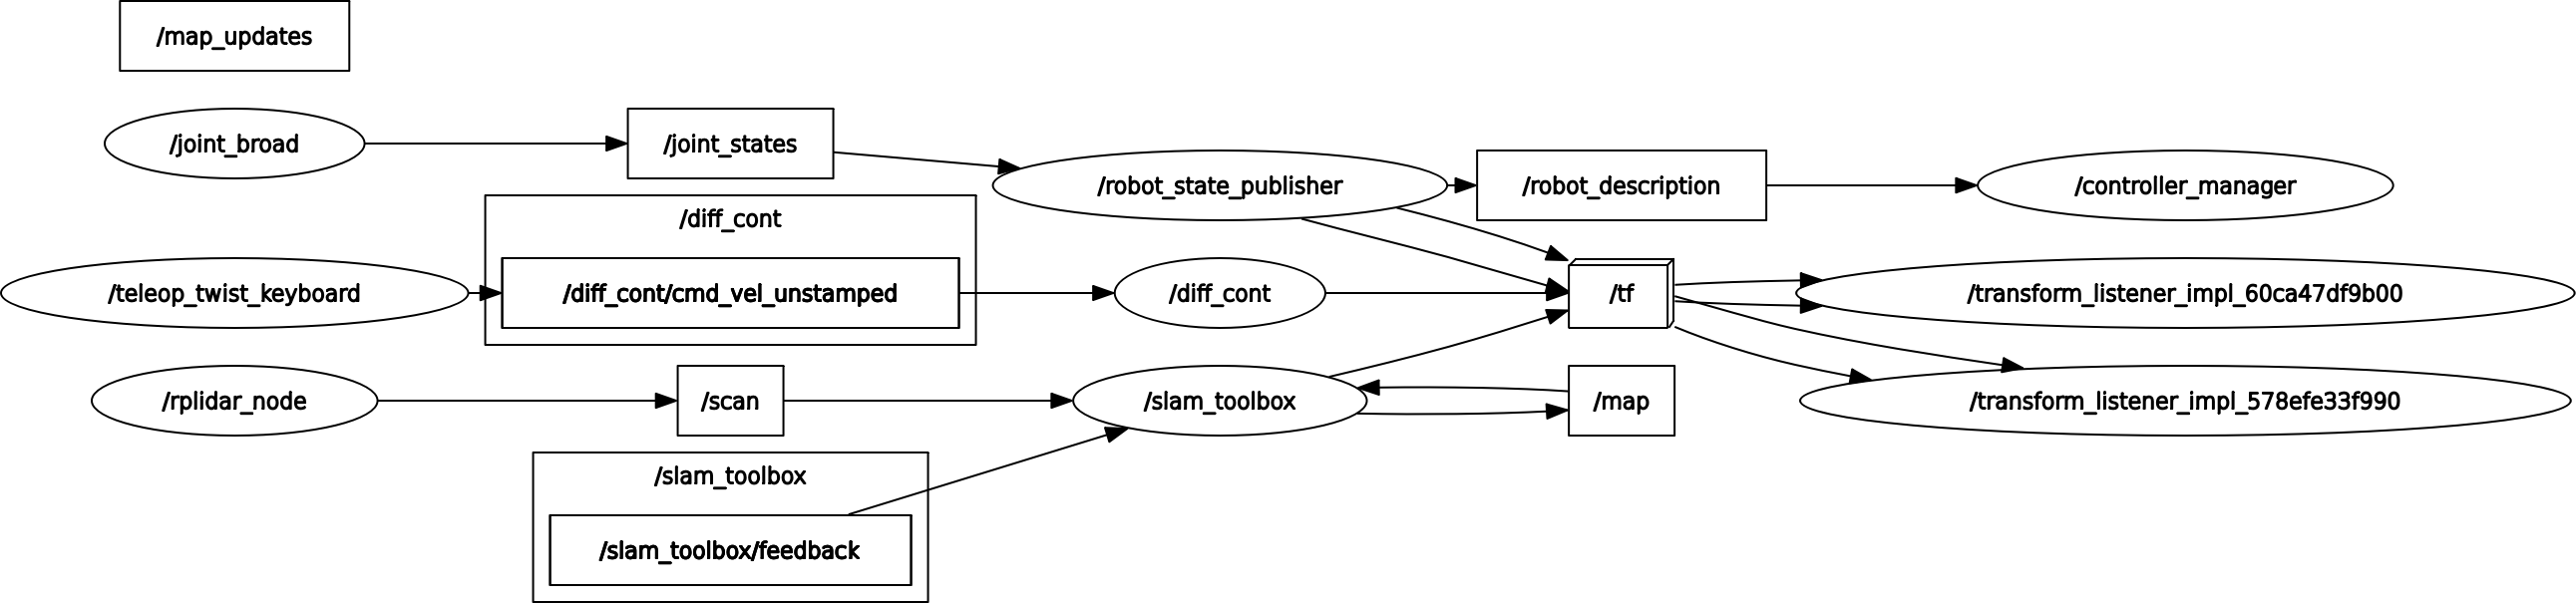 /map_updates
/joint_broad
/joint_states
/robot_state_publisher
/robot_description
/controller_manager
/diff_cont
/teleop_twist_keyboard
/diff_cont/cmd_vel_unstamped
/diff_cont
/tf
/transform_listener_impl_60ca47df9b00
/rplidar_node
/scan
/slam_toolbox
/map
/transform_listener_impl_578efe33f990
/slam_toolbox
/slam_toolbox/feedback